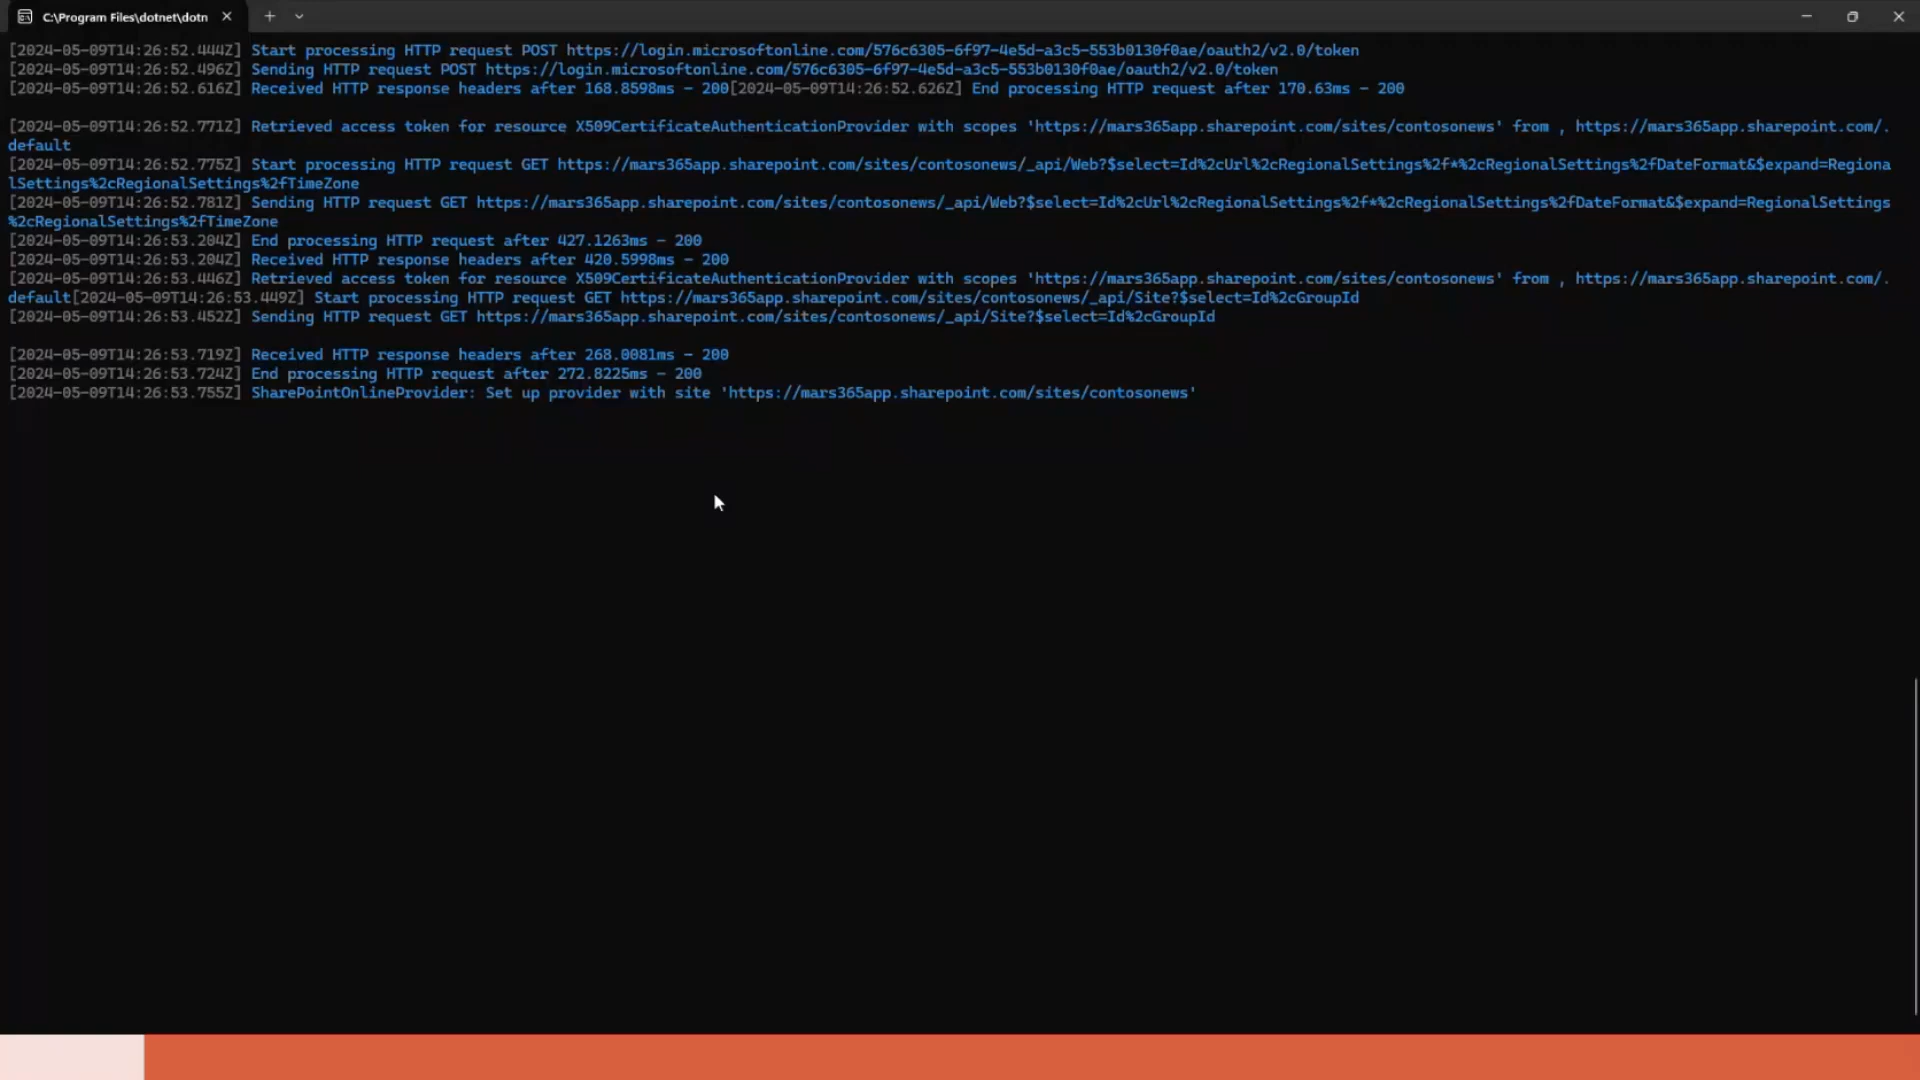 C:\Program Files\dotnet\dotn
[2024-05-09T14:26:52.444Z] Start processing HTTP request POST https://login.microsoftonline.com/576c6305-6f97-4e5d-a3c5-553b0130f0ae/oauth2/v2.0/token
[2024-05-09T14:26:52.496Z] Sending HTTP request POST https://login.microsoftonline.com/576c6305-6f97-4e5d-a3c5-553b0130f0ae/oauth2/v2.0/token
[2024-05-09T14:26:52.616Z] Received HTTP response headers after 168.8598ms - 200[2024-05-09T14:26:52.626Z] End processing HTTP request after 170.63ms - 200
[2024-05-09T14:26:52.771Z] Retrieved access token for resource X509CertificateAuthenticationProvider with scopes 'https://mars365app.sharepoint.com/sites/contosonews' from , https://mars365app.sharepoint.com/.
default
[2024-05-09T14:26:52.775Z] Start processing HTTP request GET https://mars365app.sharepoint.com/sites/contosonews/_api/Web?$select=Id%2cUrl%2cRegionalSettings%2f*%2cRegionalSettings%2fDateFormat&$expand=Regiona
lSettings%2cRegionalSettings%2fTimeZone
[2024-05-09T14:26:52.781Z] Sending HTTP request GET https://mars365app.sharepoint.com/sites/contosonews/_api/Web?$select=Id%2cUrl%2cRegionalSettings%2f*%2cRegionalSettings%2fDateFormat&$expand=RegionalSettings
%2cRegionalSettings%2fTimeZone
[2024-05-09T14:26:53.204Z] End processing HTTP request after 427.1263ms - 200
[2024-05-09T14:26:53.204Z] Received HTTP response headers after 420.5998ms - 200
[2024-05-09T14:26:53.446Z] Retrieved access token for resource X509CertificateAuthenticationProvider with scopes 'https://mars365app.sharepoint.com/sites/contosonews' from , https://mars365app.sharepoint.com/.
default[2024-05-09T14:26:53.449Z] Start processing HTTP request GET https://mars365app.sharepoint.com/sites/contosonews/_api/Site?$select=Id%2cGroupId
[2024-05-09T14:26:53.452Z] Sending HTTP request GET https://mars365app.sharepoint.com/sites/contosonews/_api/Site?$select=Id%2cGroupId
[2024-05-09T14:26:53.719Z] Received HTTP response headers after 268.0081ms - 200
[2024-05-09T14:26:53.724Z] End processing HTTP request after 272.8225ms - 200
[2024-05-09T14:26:53.755Z] SharePointOnlineProvider: Set up provider with site 'https://mars365app.sharepoint.com/sites/contosonews'